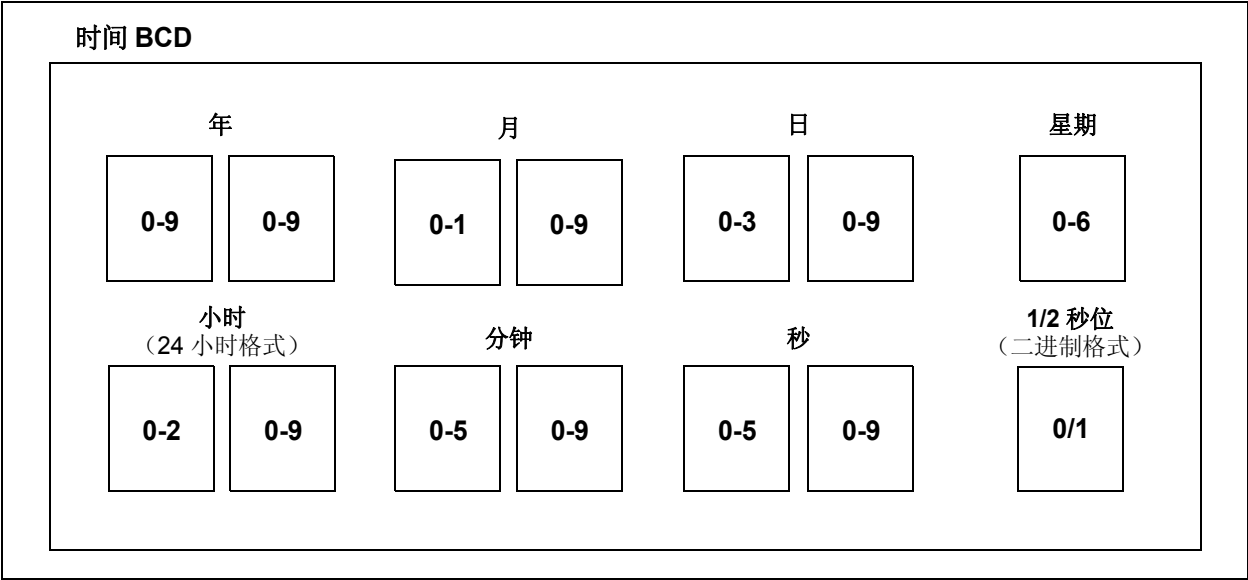 时间 BCD
年 月 日 星期
0-9 0-9 0-1 0-9 0-3 0-9 0-6
小时 分钟 秒 1/2 秒位
（24 小时格式） （二进制格式）
0-2 0-9 0-5 0-9 0-5 0-9 0/1